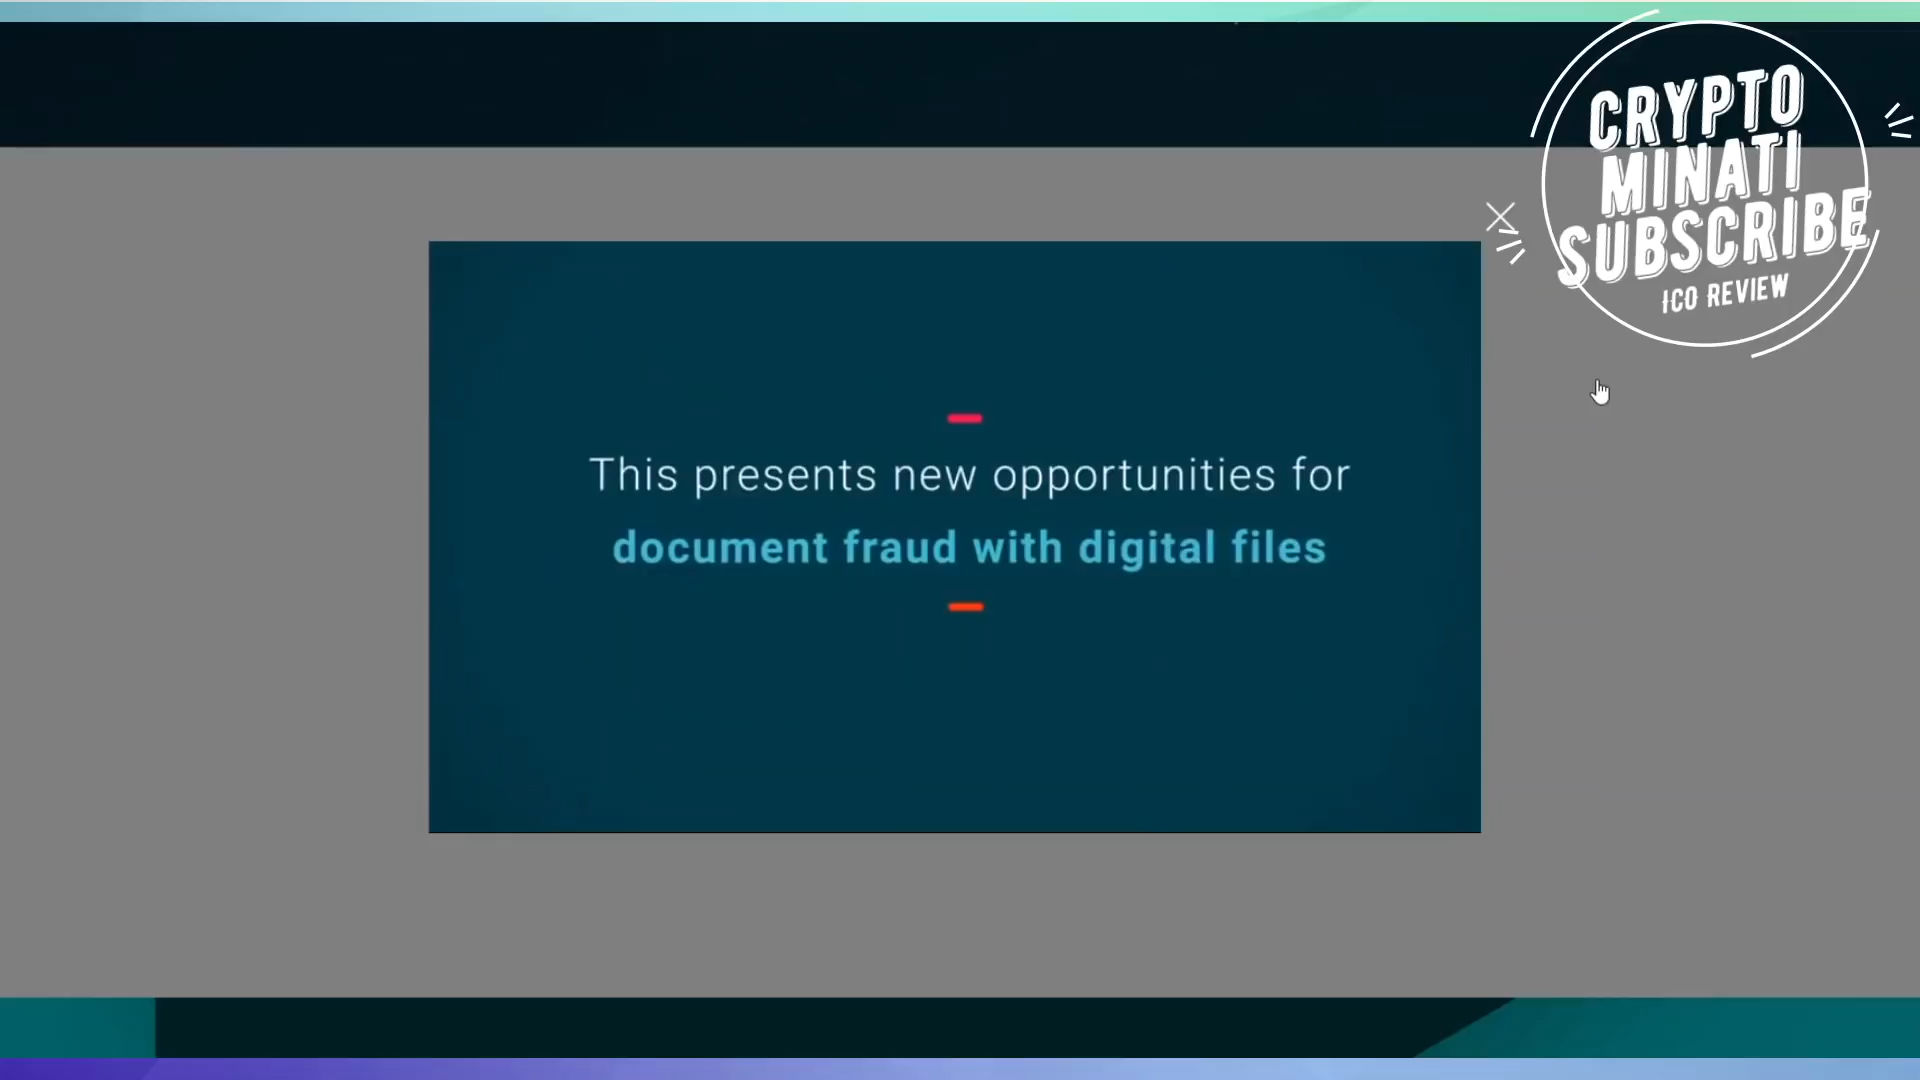 CRYPTO
MINATI
SUBSCRIBE
ICO REVIEW
This presents new opportunities for
document fraud with digital files